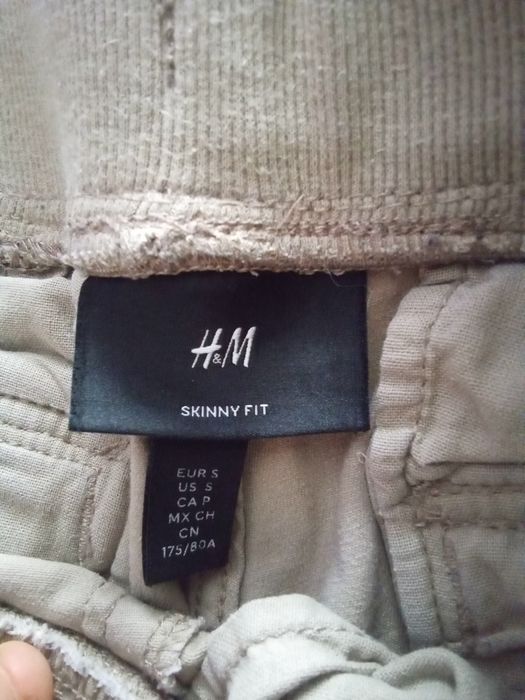 H&M
SKINNY FIT
EUR S
US S
CA P
MX CH
CN
175/80A